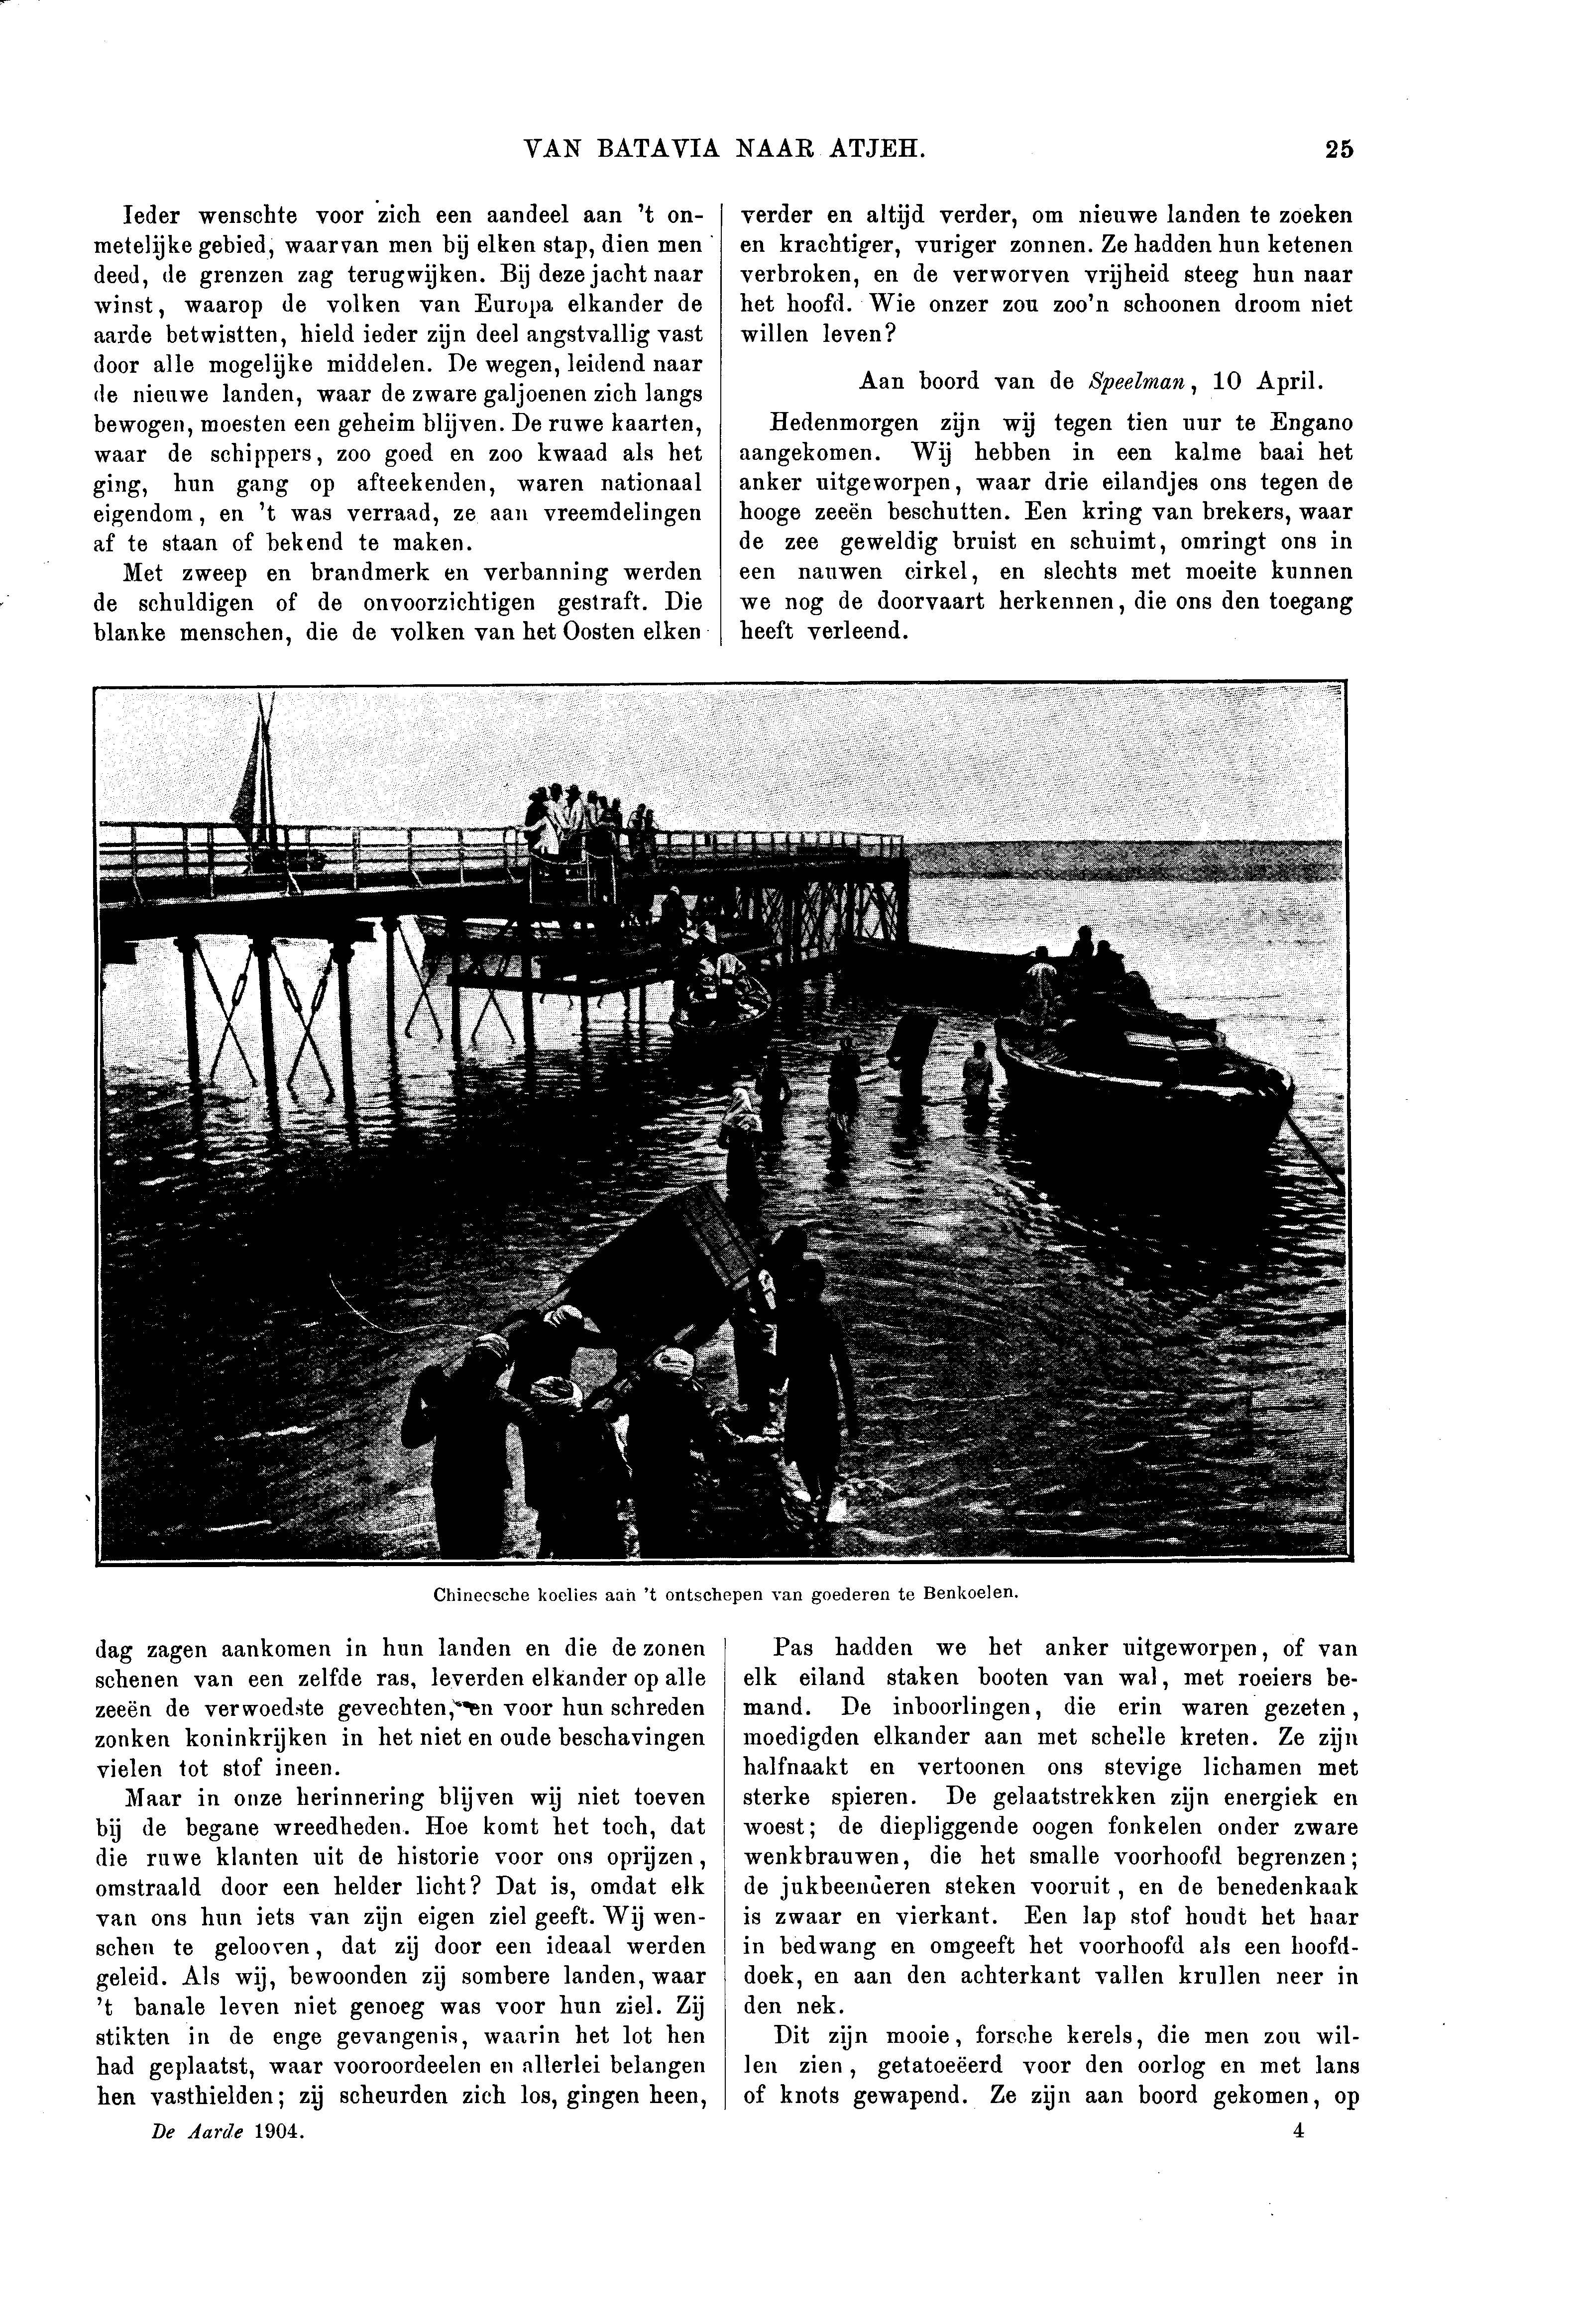 VAN BATAVIA NAAR ATJEH. 25
Ieder wenschte voor zich een aandeel aan 't on-
metelijke gebied, waarvan men bij elken stap, dien men
deed, de grenzen zag terugwijken. Bij deze jacht naar
winst, waarop de volken van Europa elkander de
aarde betwistten, hield ieder zijn deel angstvallig vast
door alle mogelijke middelen. De wegen, leidend naar
de nieuwe landen, waar de zware galjoenen zich langs
bewogen, moesten een geheim blijven. De ruwe kaarten,
waar de schippers, zoo goed en zoo kwaad als het
ging, hun gang op afteekenden, waren nationaal
eigendom, en 't was verraad, ze aan vreemdelingen
af te staan of bekend te maken.
Met zweep en brandmerk en verbanning werden
de schuldigen of de onvoorzichtigen gestraft. Die
blanke menschen, die de volken van het Oosten elken
verder en altijd verder, om nieuwe landen te zoeken
en krachtiger, vuriger zonnen. Ze hadden hun ketenen
verbroken, en de verworven vrijheid steeg hun naar
het hoofd. Wie onzer zou zoo'n schoonen droom niet
willen leven?
Aan boord van de Speelman, 10 April.
Hedenmorgen zijn wij tegen tien uur te Engano
aangekomen. Wij hebben in een kalme baai het
anker uitgeworpen, waar drie eilandjes ons tegen de
hooge zeeën beschutten. Een kring van brekers, waar
de zee geweldig bruist en schuimt, omringt ons in
een nauwen cirkel, en slechts met moeite kunnen
we nog de doorvaart herkennen, die ons den toegang
heeft verleend.
Chineesche koelies aan 't ontschepen van goederen te Benkoelen.
dag zagen aankomen in hun landen en die de zonen
schenen van een zelfde ras, leverden elkander op alle
zeeën de verwoedste gevechten, en voor hun schreden
zonken koninkrijken in het niet en oude beschavingen
vielen tot stof ineen.
Maar in onze herinnering blijven wij niet toeven
bij de begane wreedheden. Hoe komt het toch, dat
die ruwe klanten uit de historie voor ons oprijzen,
omstraald door een helder licht? Dat is, omdat elk
van ons hun iets van zijn eigen ziel geeft. Wij wen-
schen te gelooven, dat zij door een ideaal werden
geleid. Als wij, bewoonden zij sombere landen, waar
't banale leven niet genoeg was voor hun ziel. Zij
stikten in de enge gevangenis, waarin het lot hen
had geplaatst, waar vooroordeelen en allerlei belangen
hen vasthielden; zij scheurden zich los, gingen heen,
Pas hadden we het anker uitgeworpen, of van
elk eiland staken booten van wal, met roeiers be-
mand. De inboorlingen, die erin waren gezeten,
moedigden elkander aan met schelle kreten. Ze zijn
halfnaakt en vertoonen ons stevige lichamen met
sterke spieren. De gelaatstrekken zijn energiek en
woest; de diepliggende oogen fonkelen onder zware
wenkbrauwen, die het smalle voorhoofd begrenzen;
de jukbeenderen steken vooruit, en de benedenkaak
is zwaar en vierkant. Een lap stof houdt het haar
in bedwang en omgeeft het voorhoofd als een hoofd-
doek, en aan den achterkant vallen krullen neer in
den nek.
Dit zijn mooie, forsche kerels, die men zou wil-
len zien, getatoeëerd voor den oorlog en met lans
of knots gewapend. Ze zijn aan boord gekomen, op
De Aarde 1904. 4